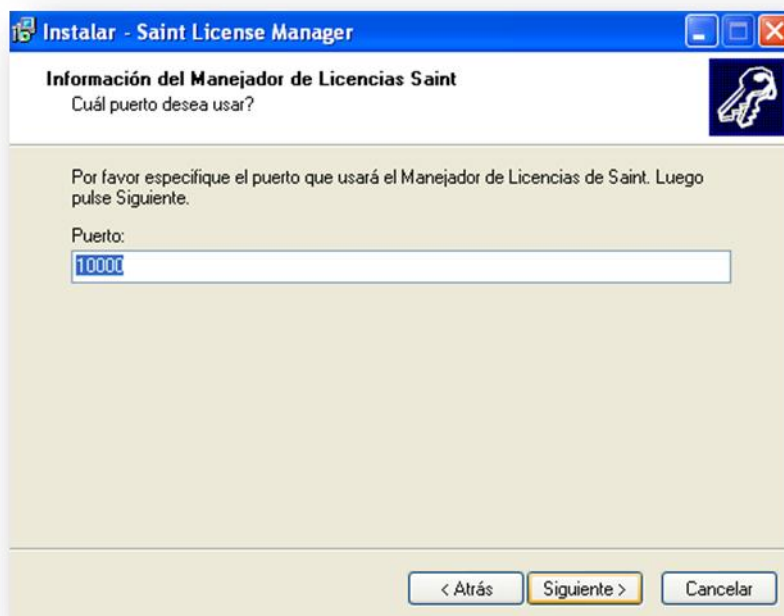 Instalar - Saint License Manager
Información del Manejador de Licencias Saint
Cuál puerto desea usar?
Por favor especifique el puerto que usará el Manejador de Licencias de Saint. Luego
pulse Siguiente.
Puerto:
10000
< Atrás
Siguiente >
Cancelar